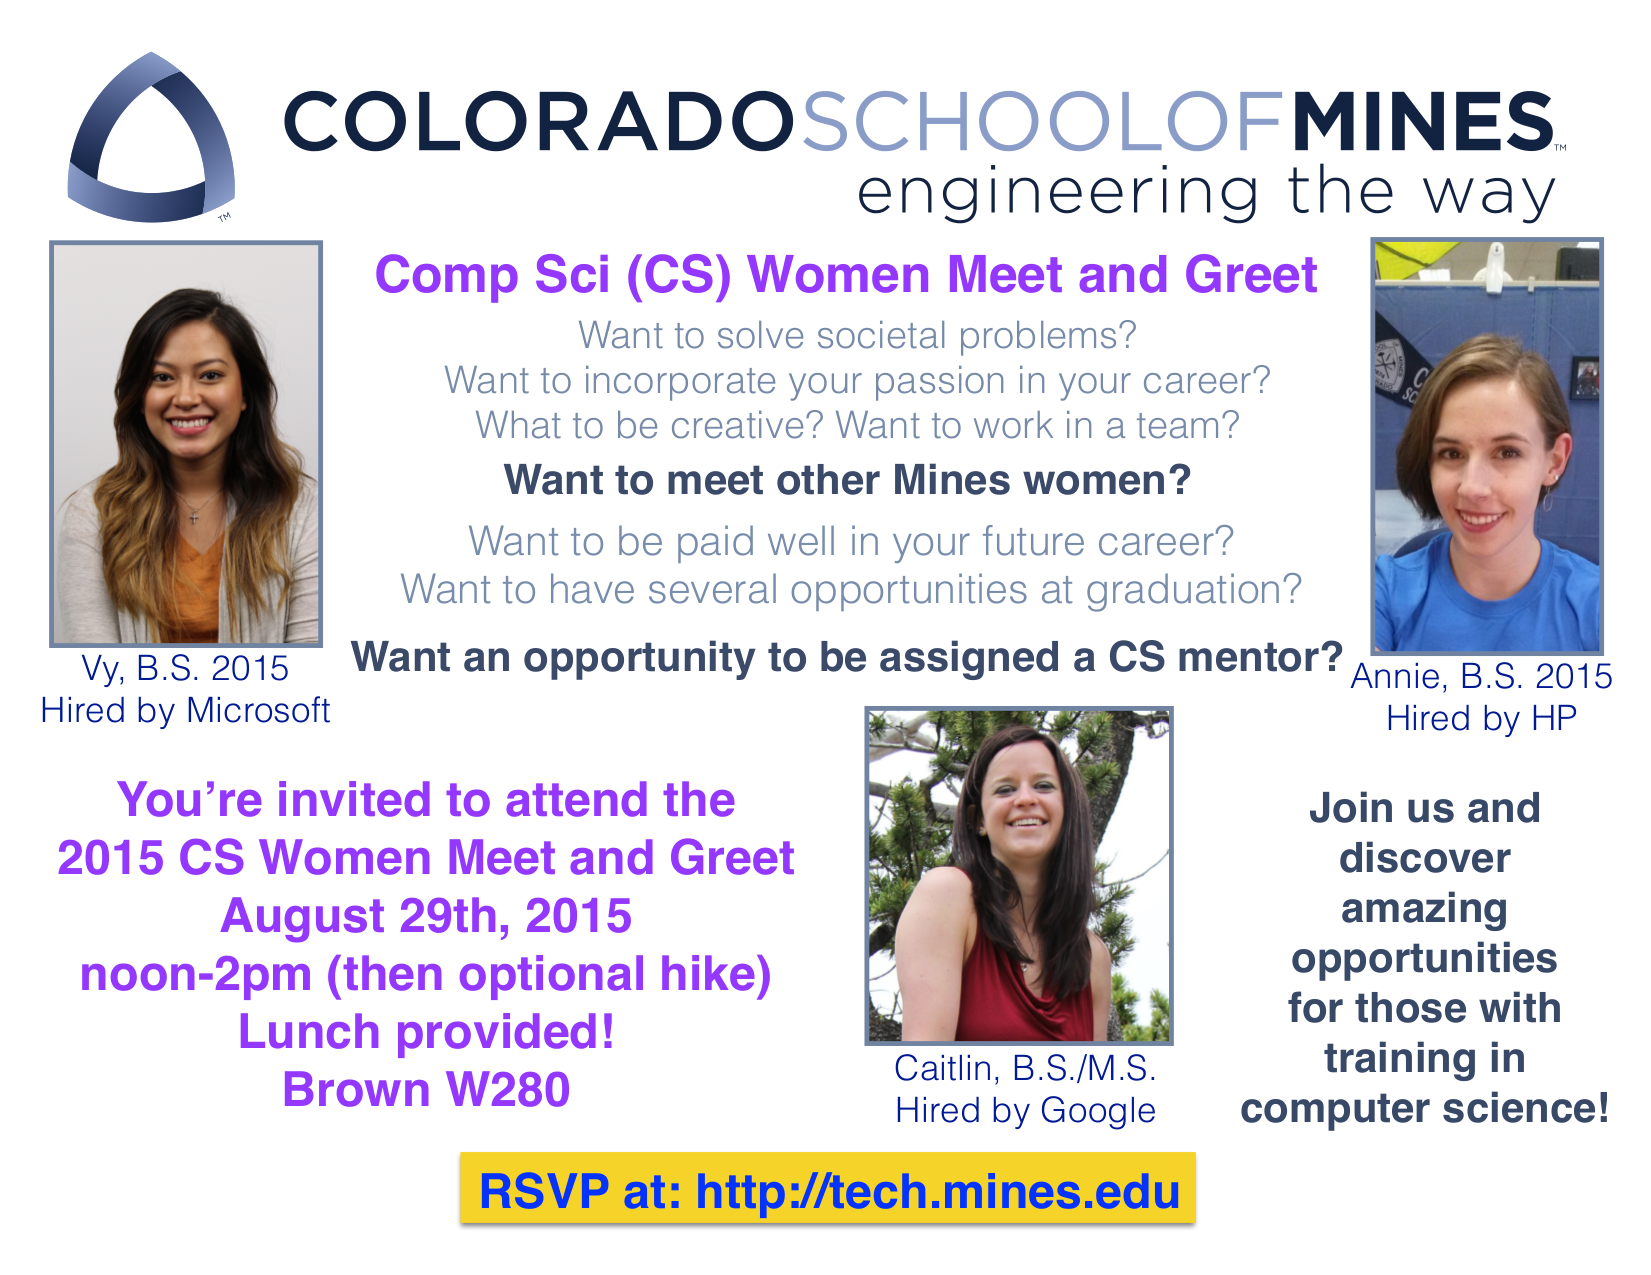 COLORADOSCHOOLOFMINES™
engineering the way
™
Comp Sci (CS) Women Meet and Greet
Want to solve societal problems?
Want to incorporate your passion in your career?
What to be creative? Want to work in a team?
Want to meet other Mines women?
Want to be paid well in your future career?
Want to have several opportunities at graduation?
Want an opportunity to be assigned a CS mentor?
Vy, B.S. 2015
Hired by Microsoft
Annie, B.S. 2015
Hired by HP
You’re invited to attend the
2015 CS Women Meet and Greet
August 29th, 2015
noon-2pm (then optional hike)
Lunch provided!
Brown W280
Caitlin, B.S./M.S.
Hired by Google
Join us and
discover
amazing
opportunities
for those with
training in
computer science!
RSVP at: http://tech.mines.edu